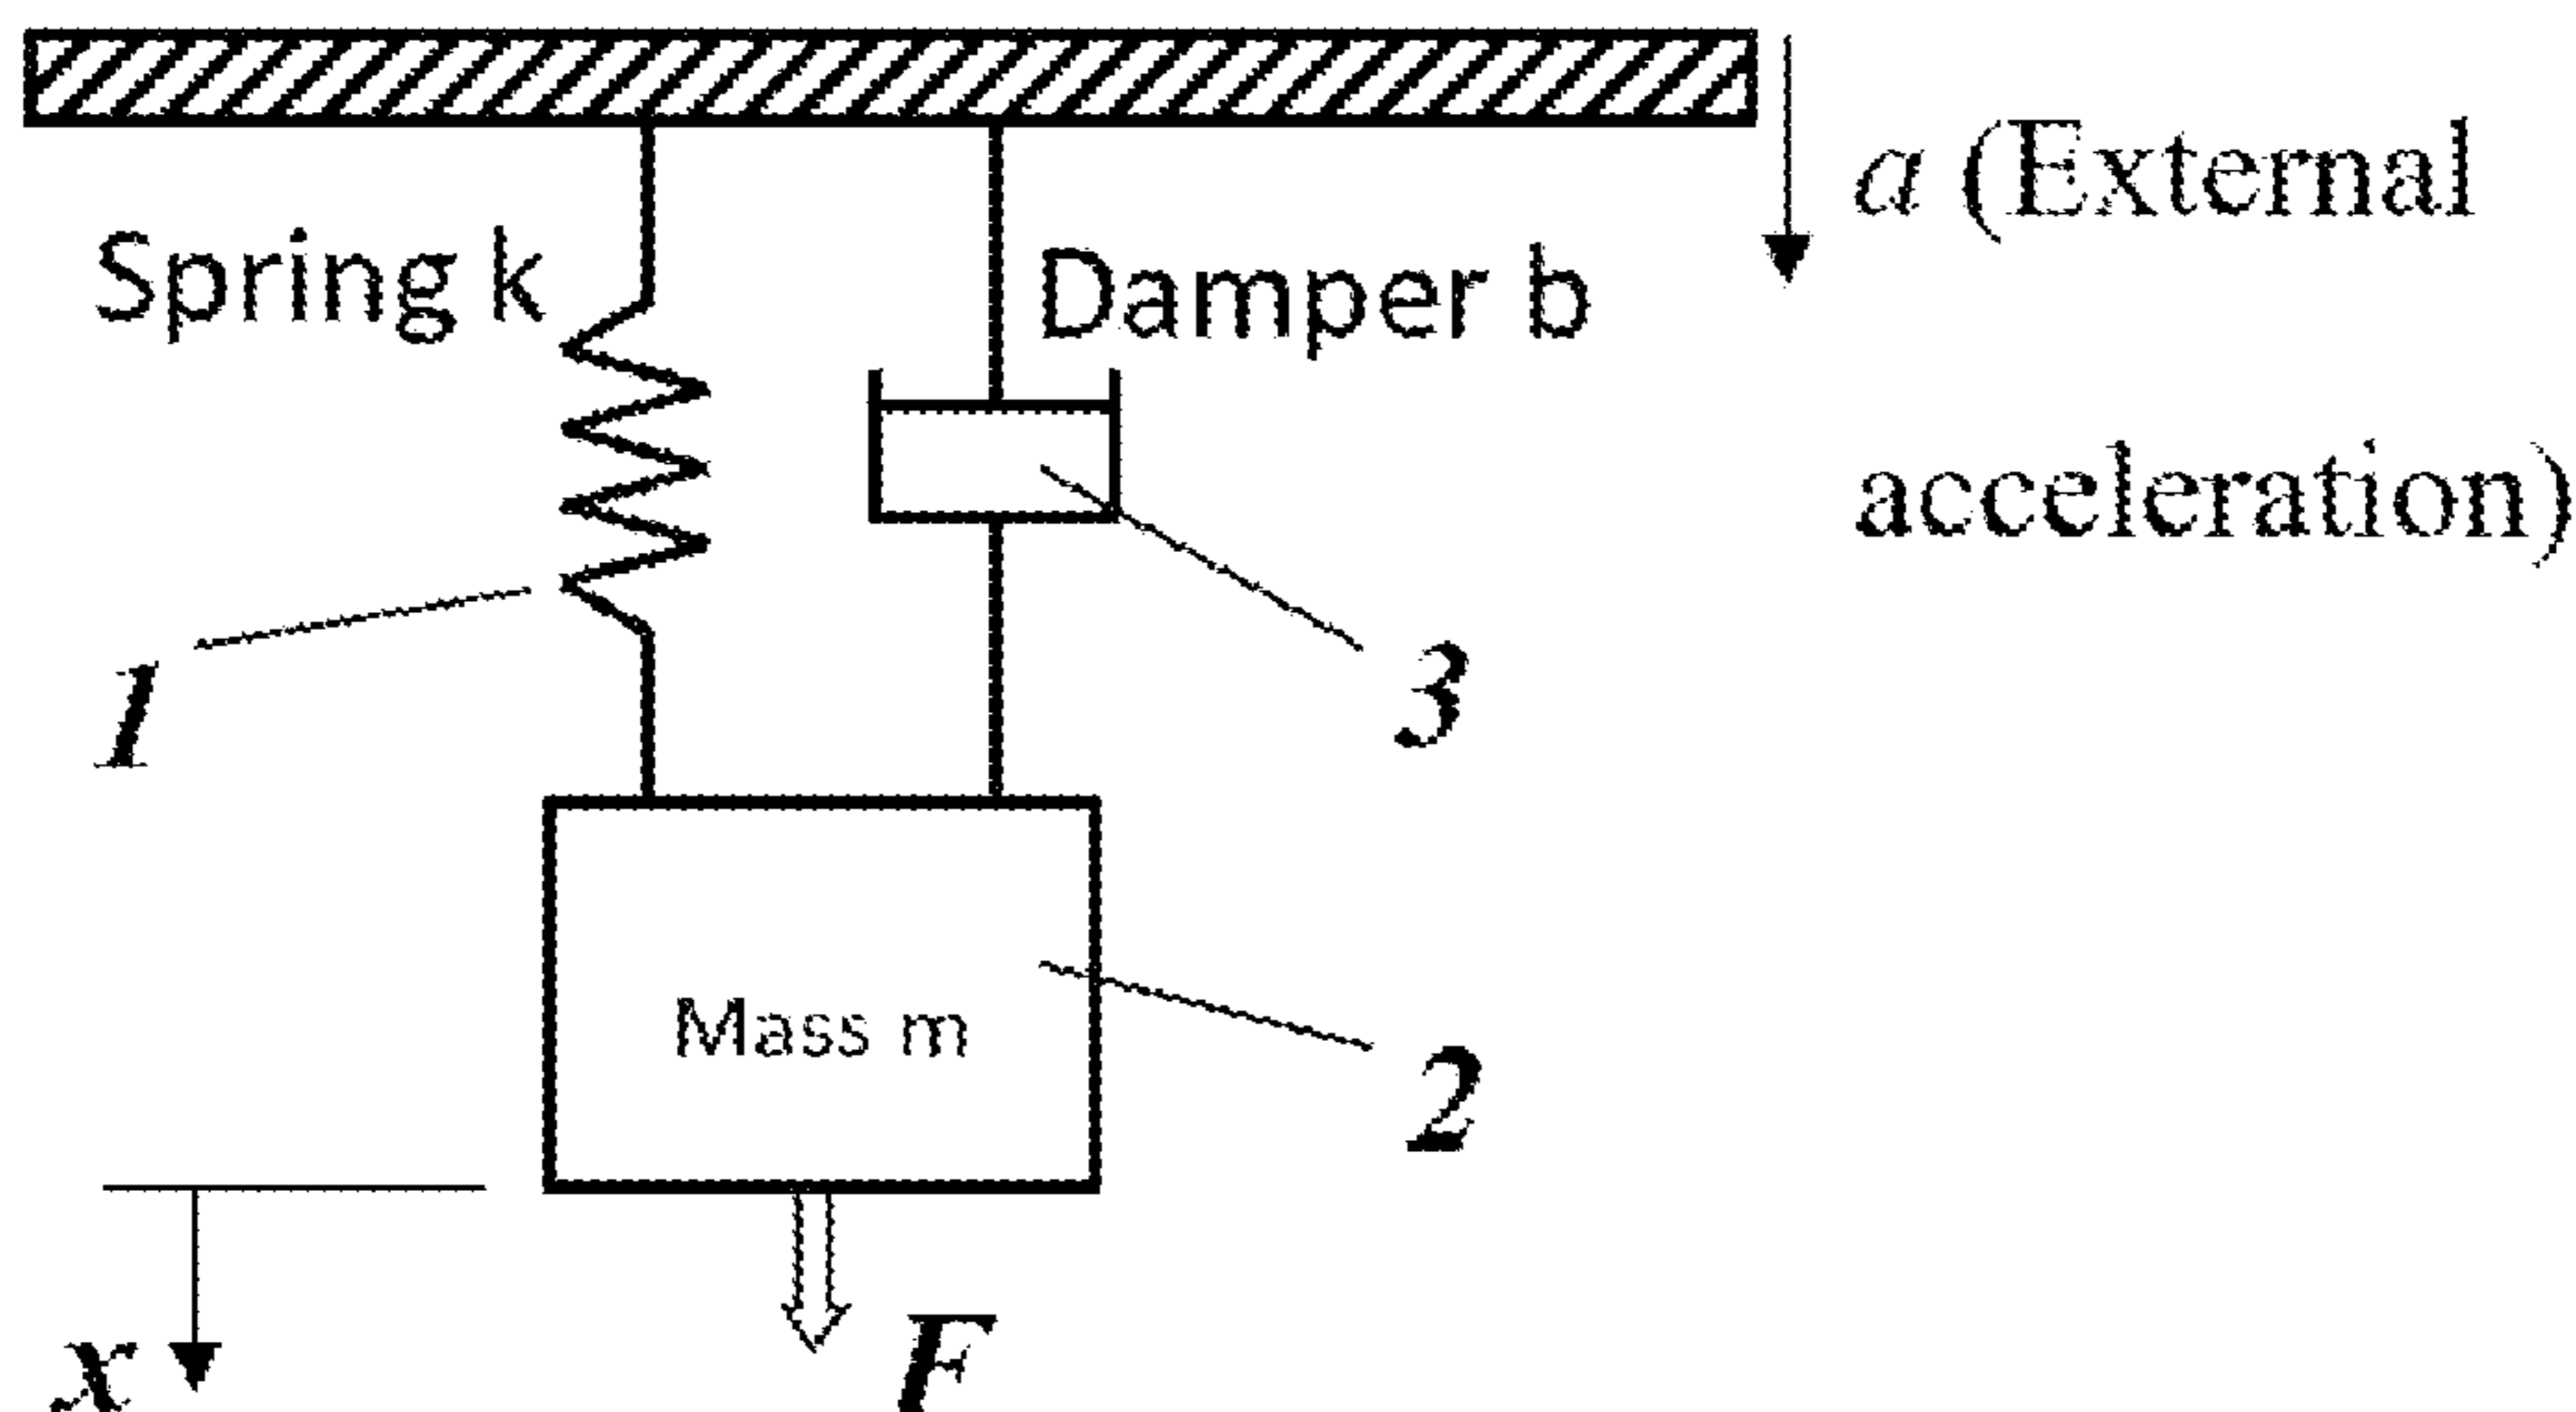 a (External
Spring k
Damper b
acceleration)
1
3
Mass m
2
x
F